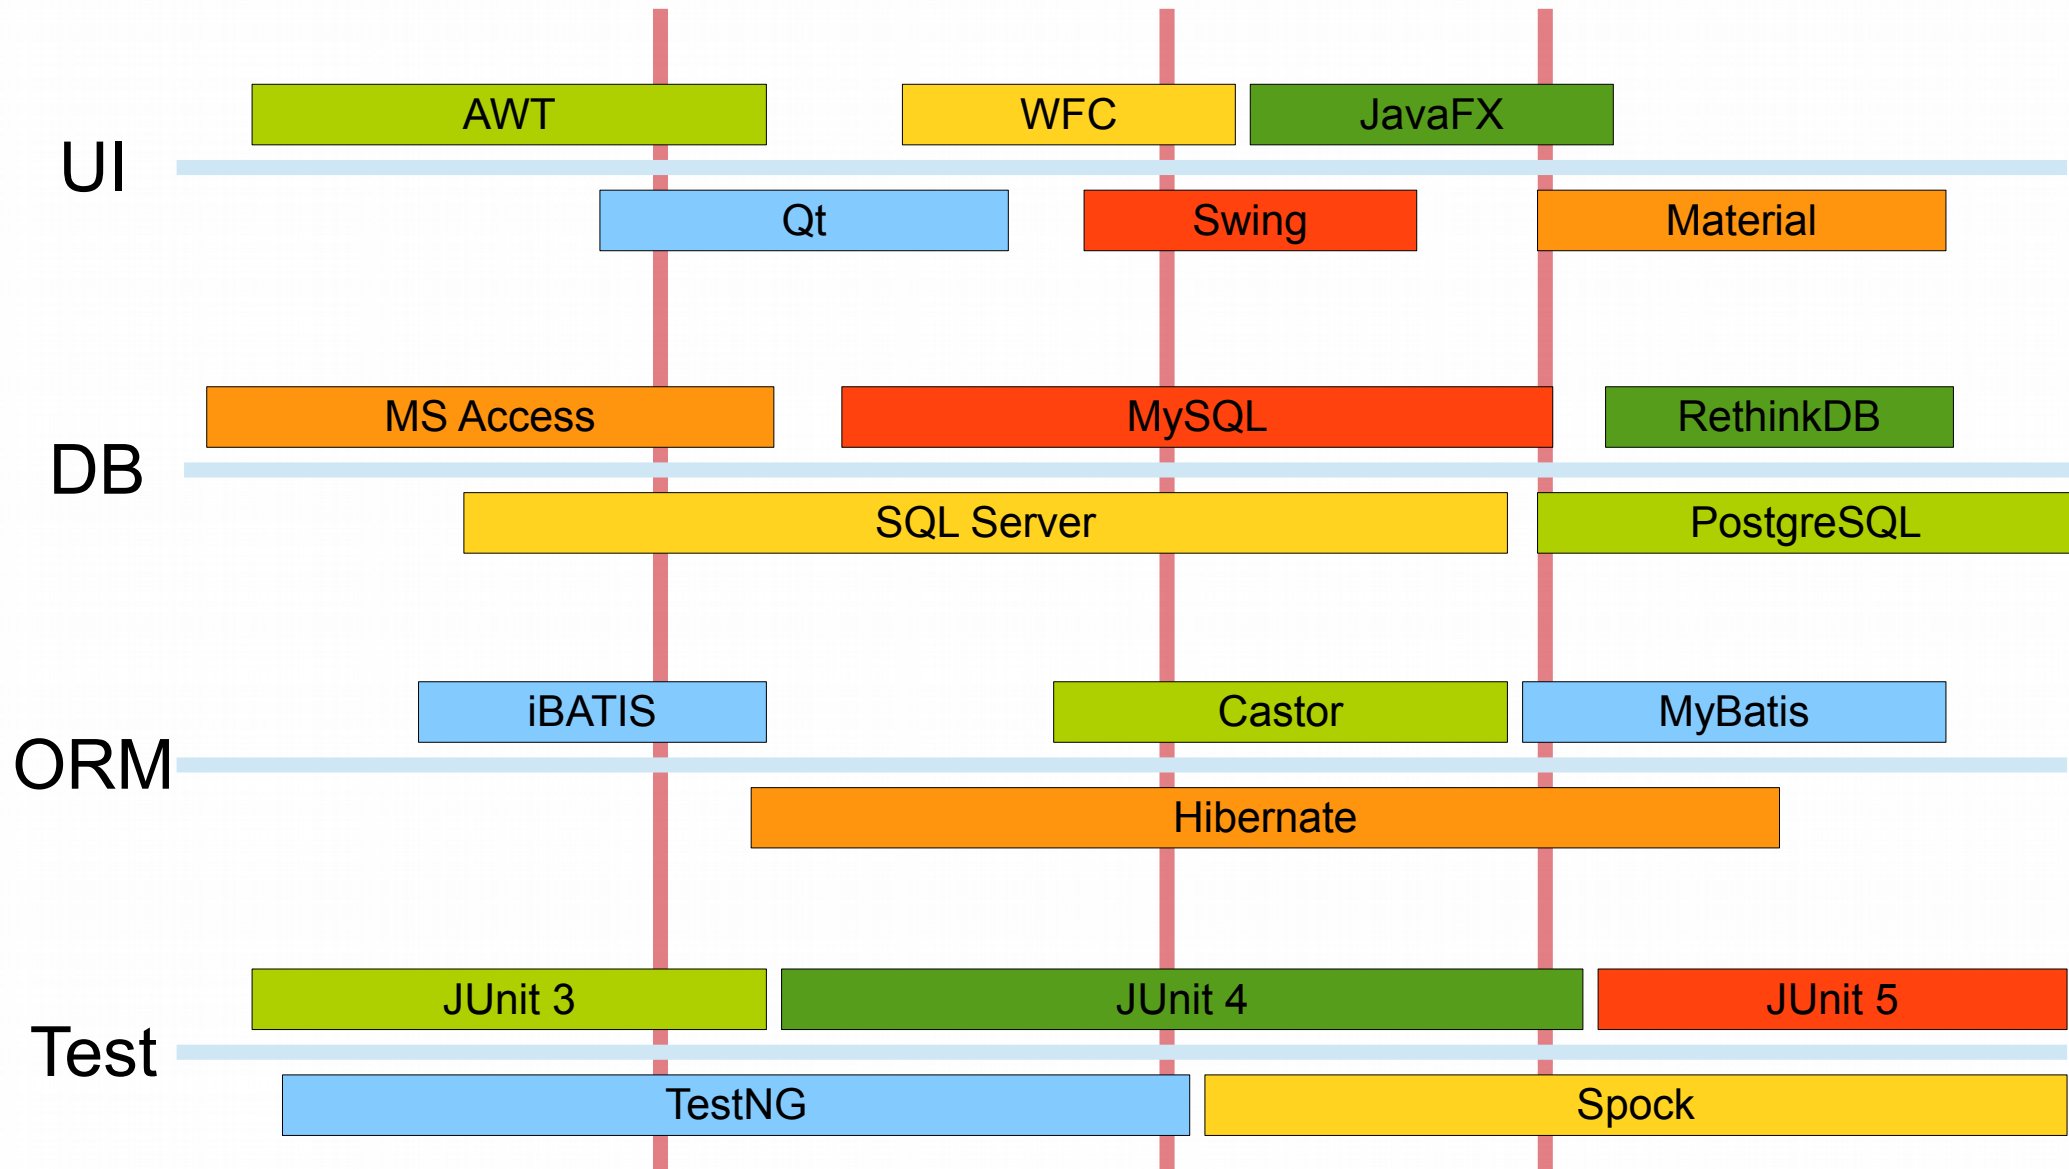 AWT
WFC
JavaFX
UI
Qt
Swing
Material
MS Access
MySQL
RethinkDB
DB
SQL Server
PostgreSQL
iBATIS
Castor
MyBatis
ORM
Hibernate
JUnit 3
JUnit 4
JUnit 5
Test
TestNG
Spock